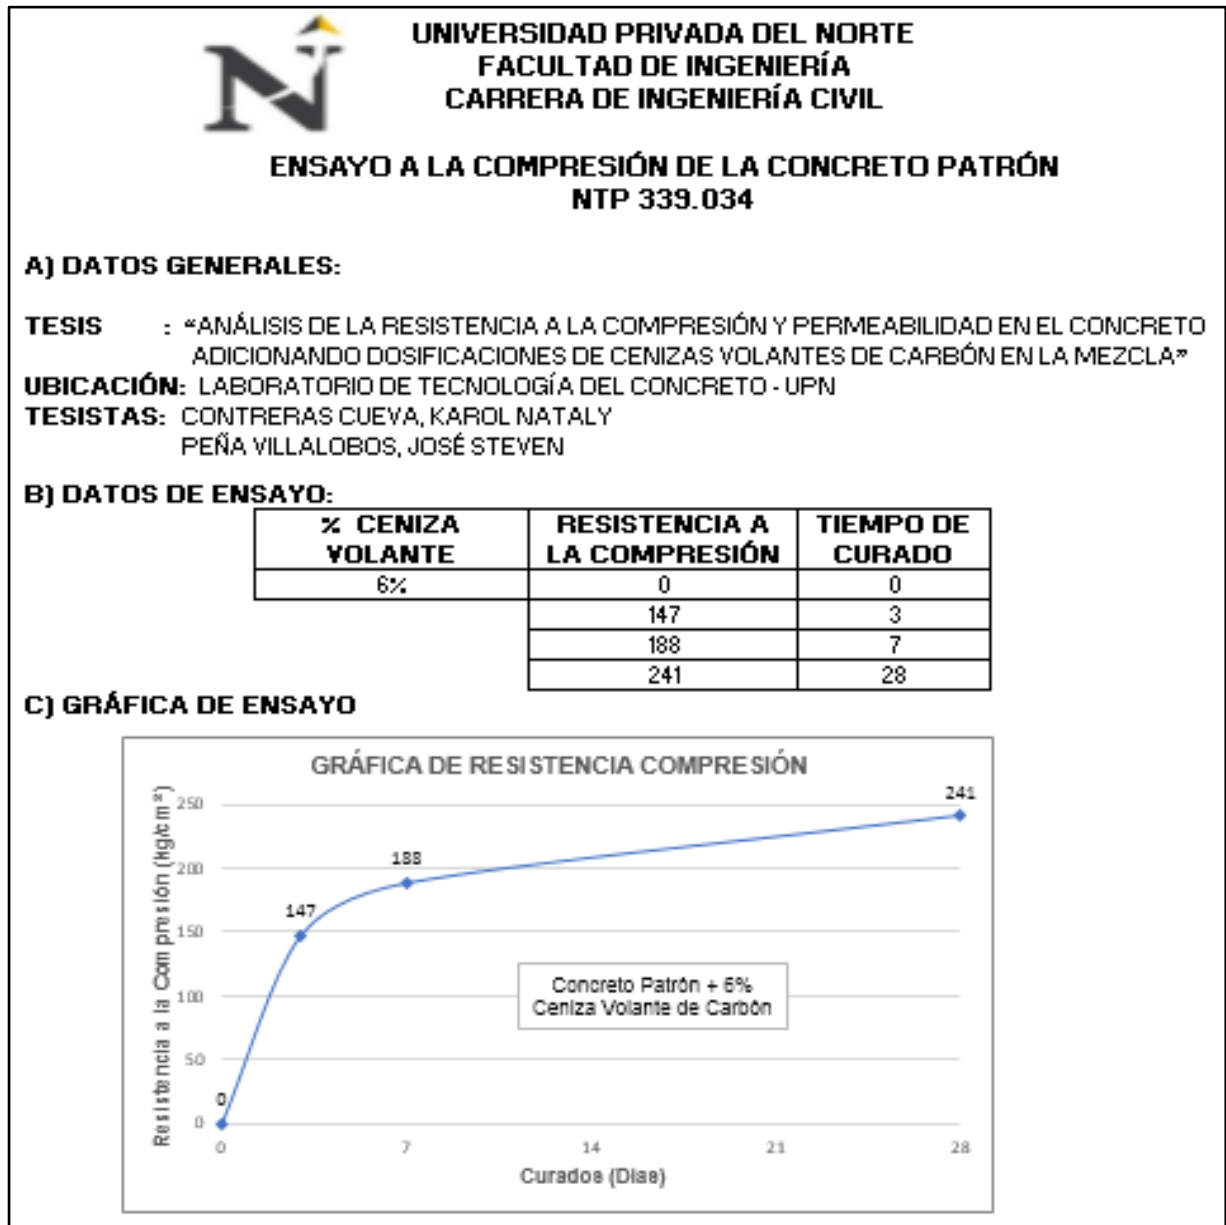 UNIVERSIDAD PRIVADA DEL NORTE
FACULTAD DE INGENIERÍA
CARRERA DE INGENIERÍA CIVIL
ENSAYO A LA COMPRESIÓN DE LA CONCRETO PATRÓN
NTP 339.034
A) DATOS GENERALES:
TESIS : "ANÁLISIS DE LA RESISTENCIA A LA COMPRESIÓN Y PERMEABILIDAD EN EL CONCRETO
ADICIONANDO DOSIFICACIONES DE CENIZAS VOLANTES DE CARBÓN EN LA MEZCLA"
UBICACIÓN: LABORATORIO DE TECNOLOGÍA DEL CONCRETO - UPN
TESISTAS: CONTRERAS CUEVA, KAROL NATALY
PEÑA VILLALOBOS, JOSÉ STEVEN
B) DATOS DE ENSAYO:
% CENIZA VOLANTE RESISTENCIA A LA COMPRESIÓN TIEMPO DE CURADO
6% 0 0
147 3
188 7
241 28
C) GRÁFICA DE ENSAYO
GRÁFICA DE RESISTENCIA COMPRESIÓN
Resistencia a la Compresión (kg/cm²)
250
200
150
100
50
0
0
147
188
241
Concreto Patrón + 6%
Ceniza Volante de Carbón
0 7 14 21 28
Curados (Dias)